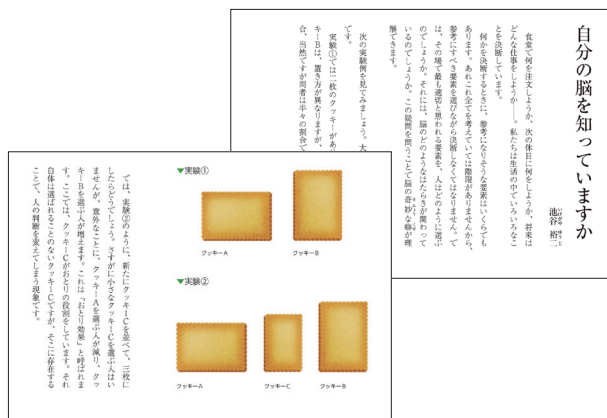 自分の脳を知っていますか
池谷 裕二
いけがや ゆうじ
食堂で何を注文しようか、次の休日に何をしようか、将来は
どんな仕事をしようか——。私たちは生活の中でいろいろなこ
とを決断しています。
何かを決断するときに、参考になりそうな要素はいくらでも
あります。あれこれ全てを考えていては際限がありませんから、
参考にすべき要素を選びながら決断しなくてはなりません。で
は、その場で最も適切と思われる要素を、人はどのように選ぶ
のでしょうか。それには、脳のどのようなはたらきが関わって
いるのでしょうか。この疑問を問うことで脳の奇妙な癖が理
解できます。
次の実験例を見てみましょう。大
です。
実験①では二枚のクッキーがあり
キーBは、置き方が異なりますが、
合、当然ですが両者は半々の割合で
▼実験①
クッキーA
クッキーB
▼実験②
クッキーA
クッキーC
クッキーB
では、実験②のように、新たにクッキーCを並べて、三枚に
したらどうでしょう。さすがに小さなクッキーCを選ぶ人はい
ませんが、意外なことに、クッキーAを選ぶ人が減り、クッ
キーBを選ぶ人が増えます。これは「おとり効果」と呼ばれま
す。ここでは、クッキーCがおとりの役割をしています。それ
自体は選ばれることのないクッキーCですが、そこに存在する
ことで、人の判断を変えてしまう現象です。